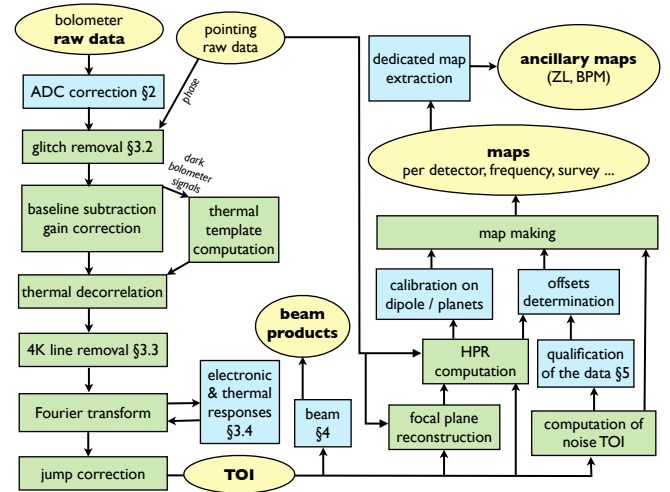 bolometer
raw data
pointing
raw data
ADC correction §2
phase
glitch removal §3.2
dark
bolometer
signals
baseline subtraction
gain correction
thermal
template
computation
thermal decorrelation
4K line removal §3.3
Fourier transform
electronic
& thermal
responses
§3.4
jump correction
TOI
beam
products
beam
§4
dedicated map
extraction
ancillary maps
(ZL, BPM)
maps
per detector, frequency, survey ...
map making
calibration on
dipole / planets
offsets
determination
HPR
computation
qualification
of the data §5
focal plane
reconstruction
computation of
noise TOI